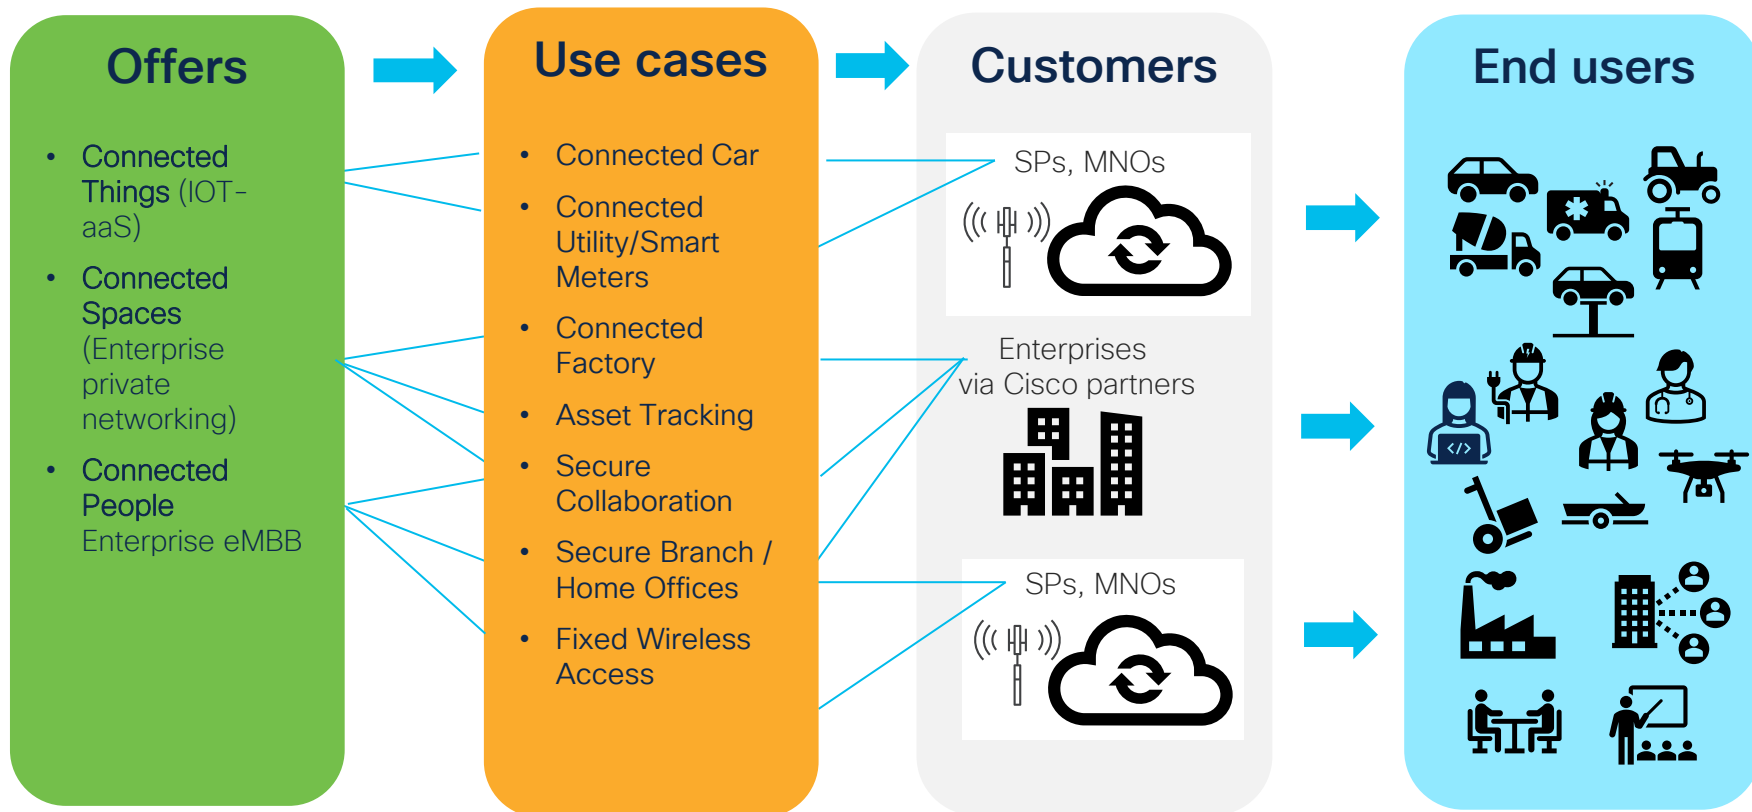 Offers
• Connected
Things (IOT-
aaS)
• Connected
Spaces
(Enterprise
private
networking)
• Connected
People
Enterprise eMBB
Use cases
• Connected Car
• Connected
Utility/Smart
Meters
• Connected
Factory
• Asset Tracking
• Secure
Collaboration
• Secure Branch /
Home Offices
• Fixed Wireless
Access
Customers
SPs, MNOs
Enterprises
via Cisco partners
SPs, MNOs
End users
</>